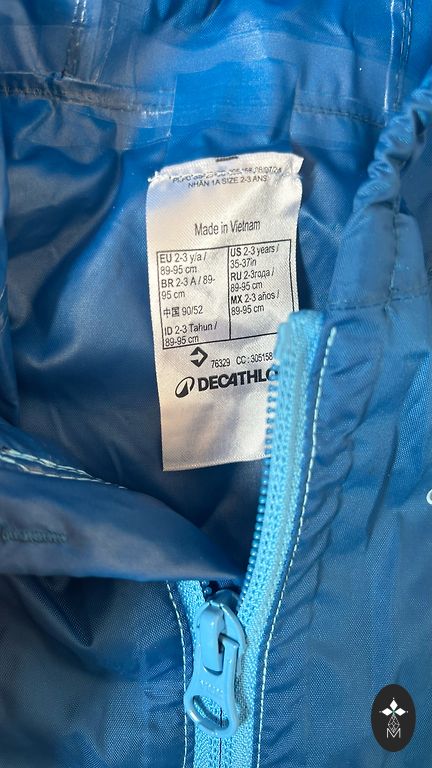 NHÃN 1A SIZE 2-3 ANS
Made in Vietnam
EU 2-3 y/a /
89-95 cm
BR 2-3 A / 89-
95 cm
中国 90/52
ID 2-3 Tahun /
89-95 cm
US 2-3 years /
35-37in
RU 2-3года /
89-95 cm
MX 2-3 años /
89-95 cm
76329 CC : 305158
DECATHLO
M